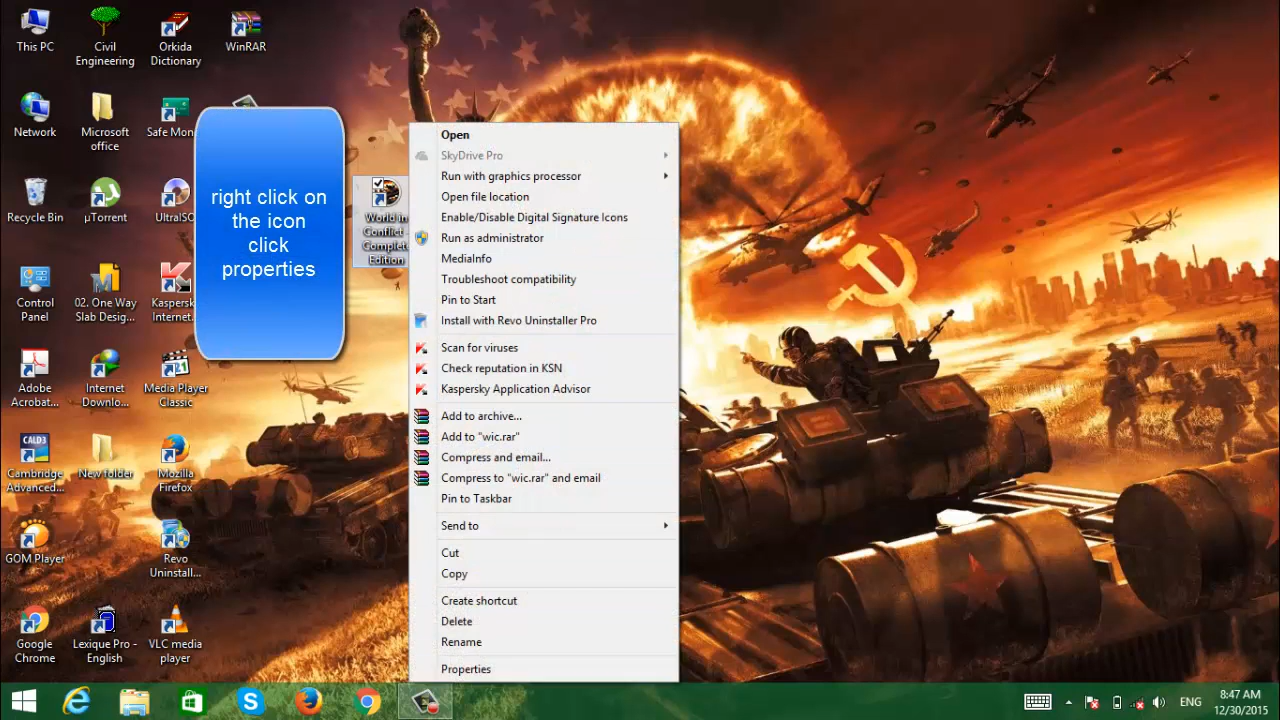 This PC
Civil
Engineering
Orkida
Dictionary
WinRAR
Network
Microsoft
office
Safe Mon
Recycle Bin
µTorrent
UltraISO
Control
Panel
02. One Way
Slab Desig...
Kaspersk
Internet
Adobe
Acrobat...
Internet
Downlo...
Media Player
Classic
Cambridge
Advanced...
New folder
Mozilla
Firefox
GOM Player
Revo
Uninstall...
Google
Chrome
Lexique Pro -
English
VLC media
player
right click on
the icon
click
properties
World in
Conflict -
Complete
Edition
Open
SkyDrive Pro
Run with graphics processor
Open file location
Enable/Disable Digital Signature Icons
Run as administrator
MediaInfo
Troubleshoot compatibility
Pin to Start
Install with Revo Uninstaller Pro
Scan for viruses
Check reputation in KSN
Kaspersky Application Advisor
Add to archive...
Add to "wic.rar"
Compress and email...
Compress to "wic.rar" and email
Pin to Taskbar
Send to
Cut
Copy
Create shortcut
Delete
Rename
Properties
ENG
8:47 AM
12/30/2015